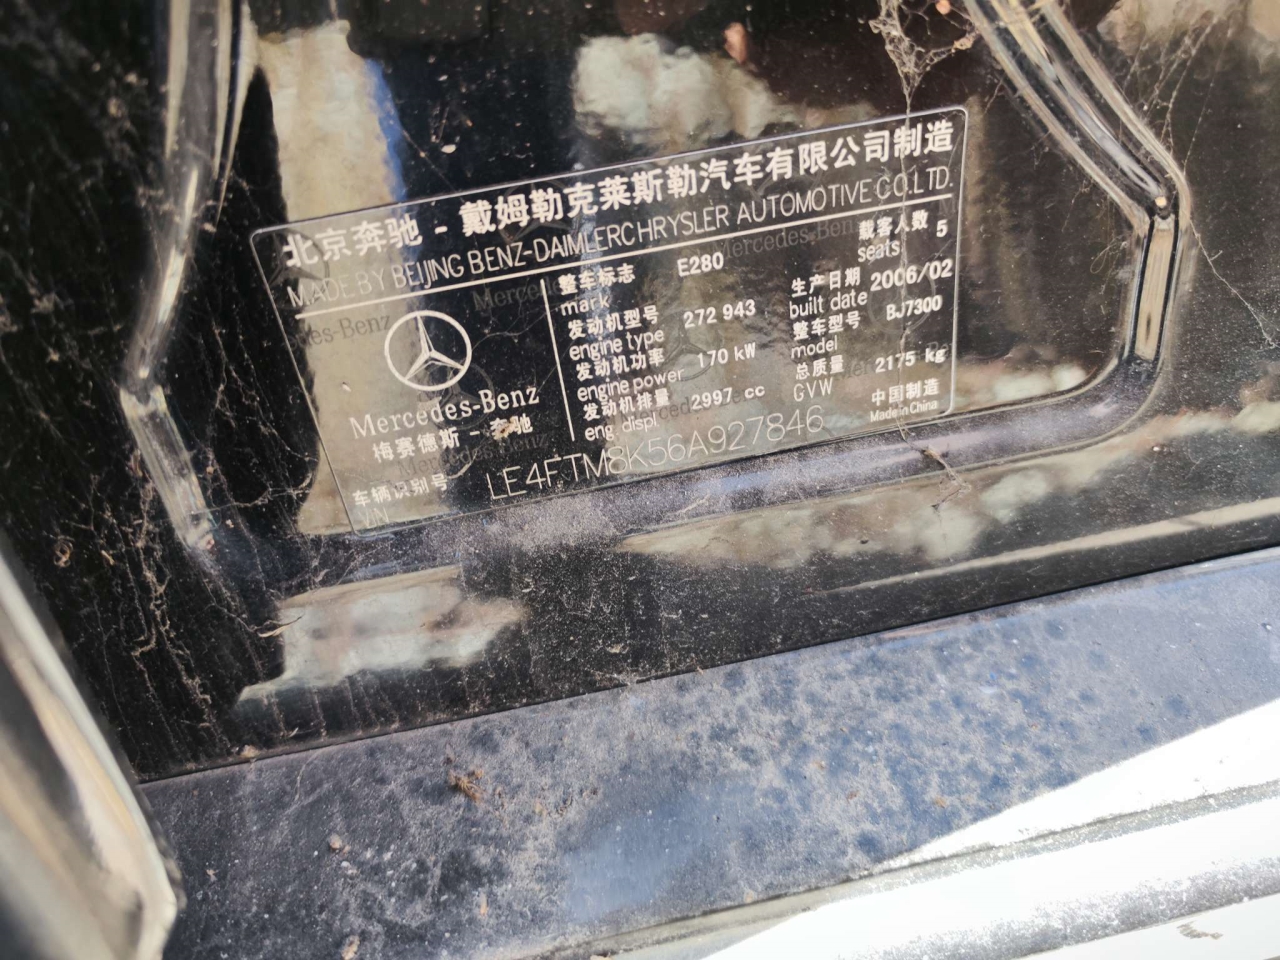 北京奔驰 - 戴姆勒克莱斯勒汽车有限公司制造
MADE BY BEIJING BENZ-DAIMLERCHRYSLER AUTOMOTIVE CO.LTD.
Mercedes-Benz
梅赛德斯 - 奔驰
整车标志 E280
mark
发动机型号 272 943
engine type
发动机功率 170 kW
engine power
发动机排量 2997 cc
eng. displ
载客人数 5
seats
生产日期 2006/02
built date
整车型号 BJ7300
model
总质量 2175 kg
GVW
中国制造
Made in China
车辆识别号 LE4FTM8K56A927846
VIN